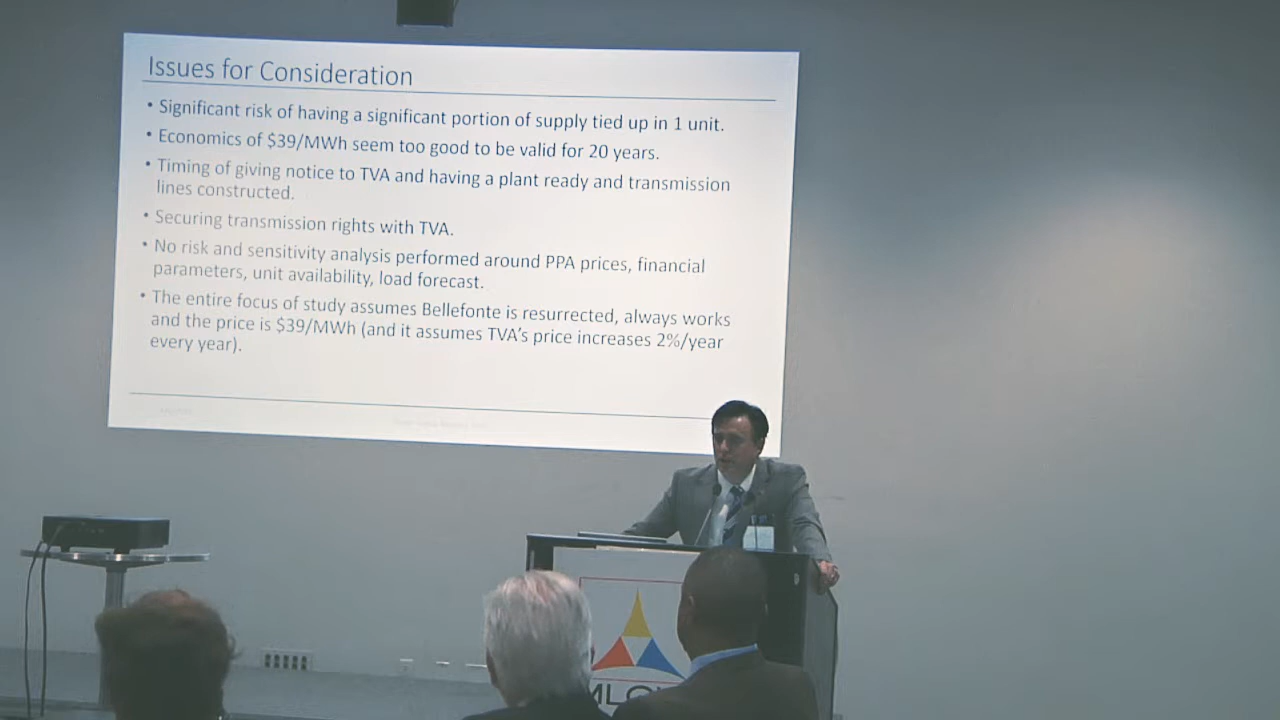 Issues for Consideration
• Significant risk of having a significant portion of supply tied up in 1 unit.
• Economics of $39/MWh seem too good to be valid for 20 years.
• Timing of giving notice to TVA and having a plant ready and transmission
lines constructed.
• Securing transmission rights with TVA.
• No risk and sensitivity analysis performed around PPA prices, financial
parameters, unit availability, load forecast.
• The entire focus of study assumes Bellefonte is resurrected, always works
and the price is $39/MWh (and it assumes TVA's price increases 2%/year
every year).